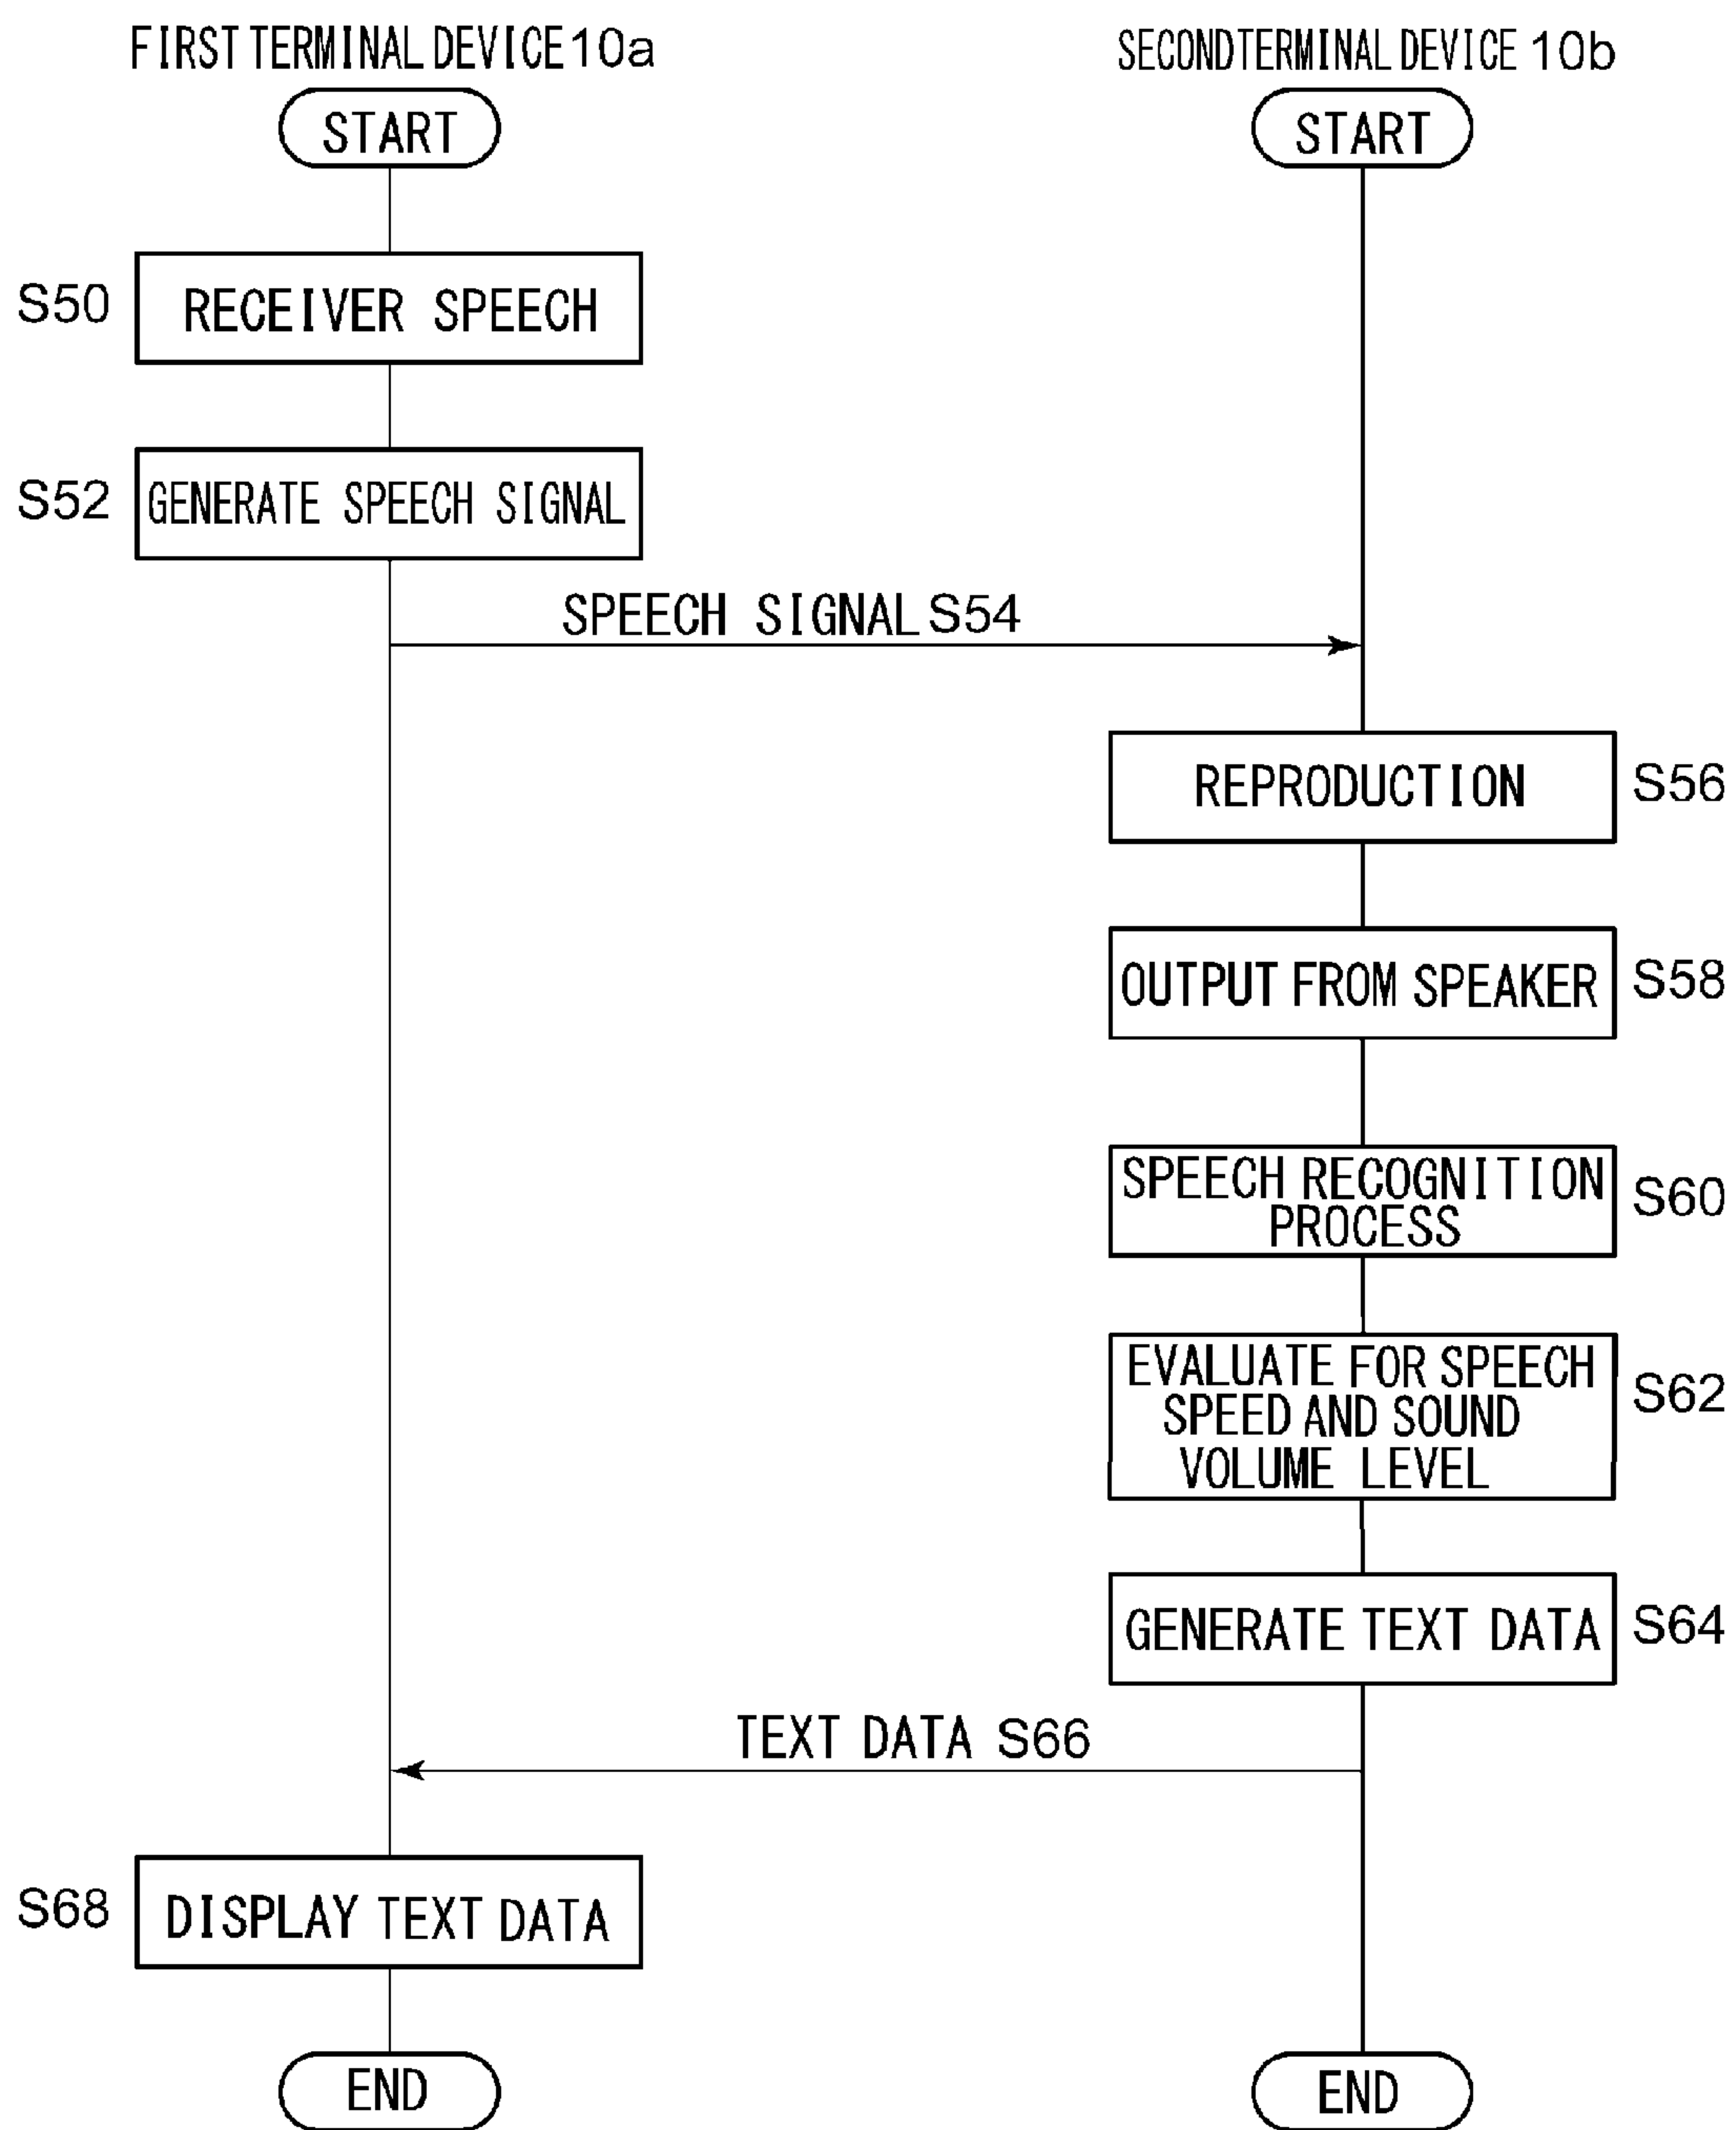 FIRST TERMINAL DEVICE 10a
SECOND TERMINAL DEVICE 10b
START
START
S50
RECEIVER SPEECH
S52
GENERATE SPEECH SIGNAL
SPEECH SIGNAL S54
REPRODUCTION
S56
OUTPUT FROM SPEAKER
S58
SPEECH RECOGNITION
PROCESS
S60
EVALUATE FOR SPEECH
SPEED AND SOUND
VOLUME LEVEL
S62
GENERATE TEXT DATA
S64
TEXT DATA S66
S68
DISPLAY TEXT DATA
END
END